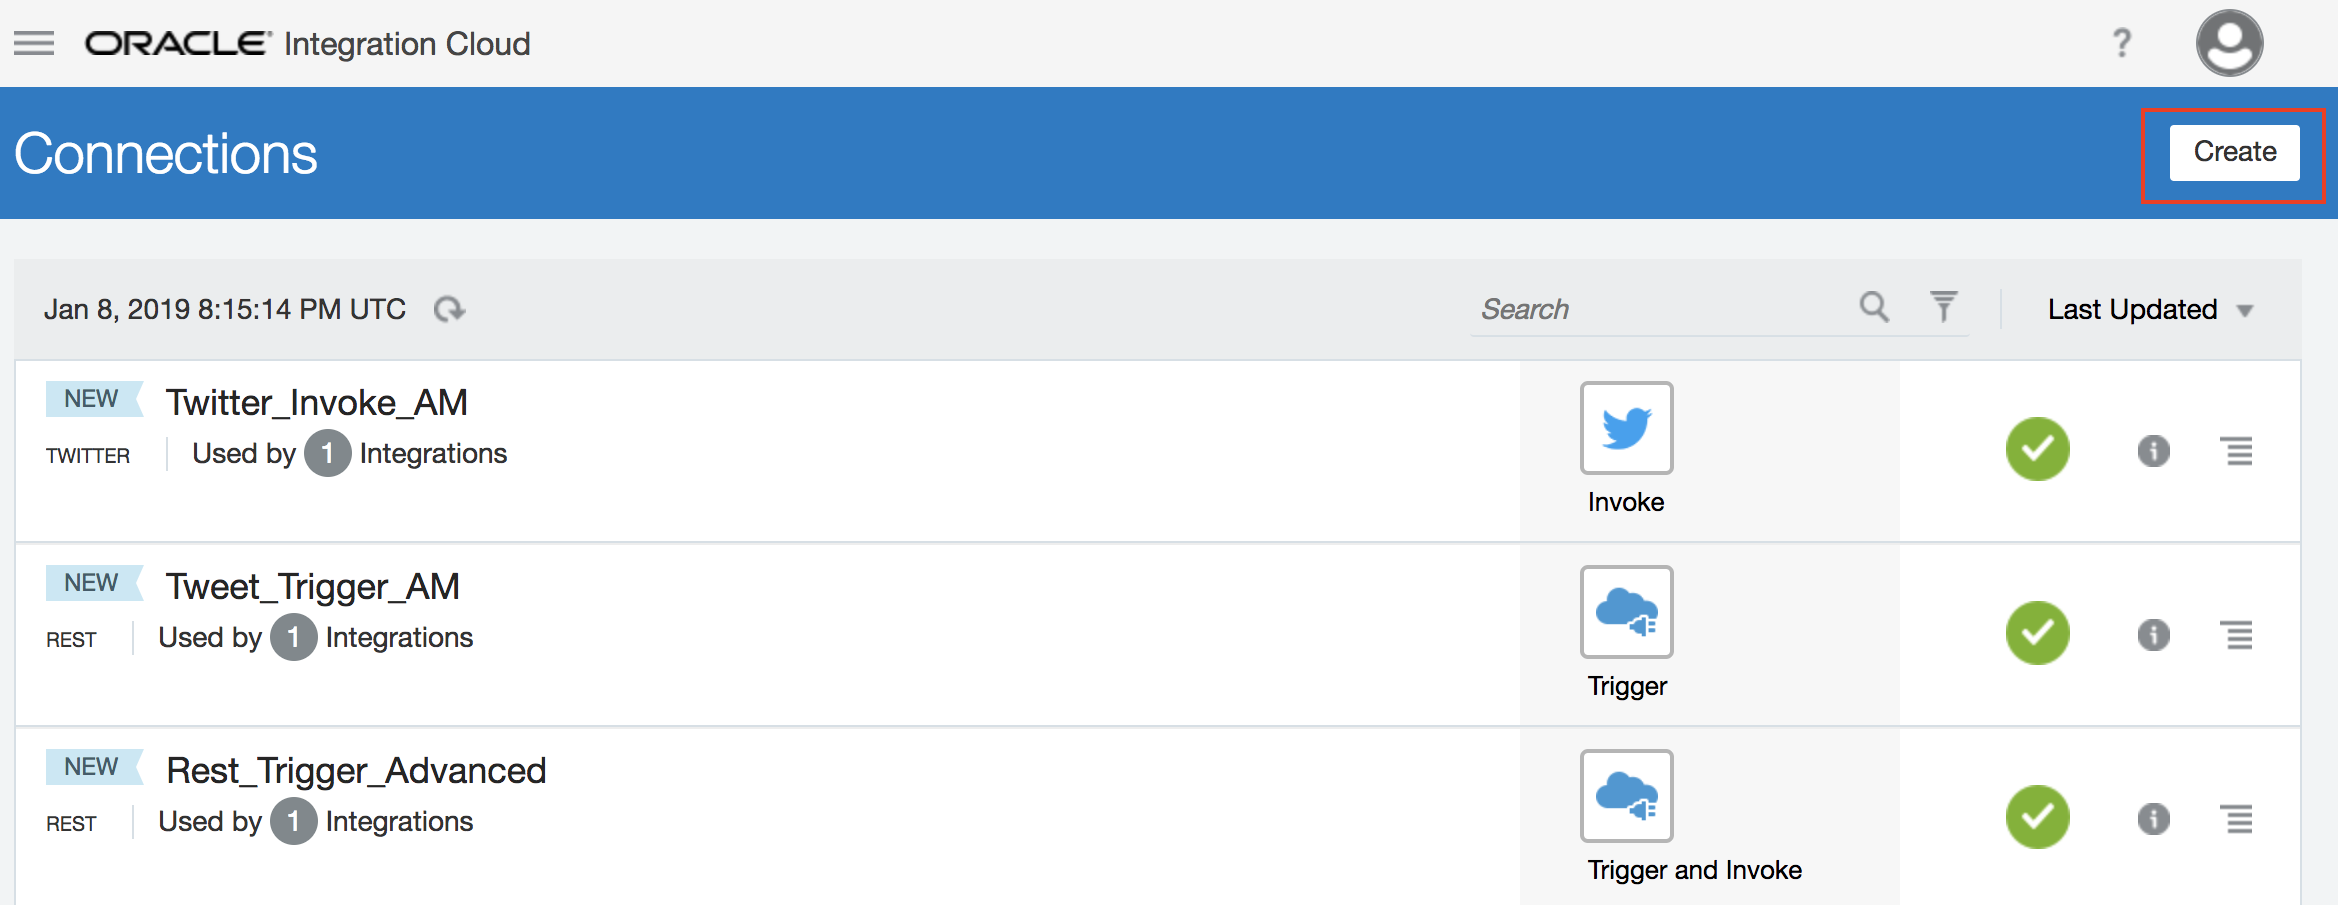 ORACLE® Integration Cloud
?
Connections
Create
Jan 8, 2019 8:15:14 PM UTC
Search
Last Updated
NEW Twitter_Invoke_AM
TWITTER Used by 1 Integrations
Invoke
NEW Tweet_Trigger_AM
REST Used by 1 Integrations
Trigger
NEW Rest_Trigger_Advanced
REST Used by 1 Integrations
Trigger and Invoke